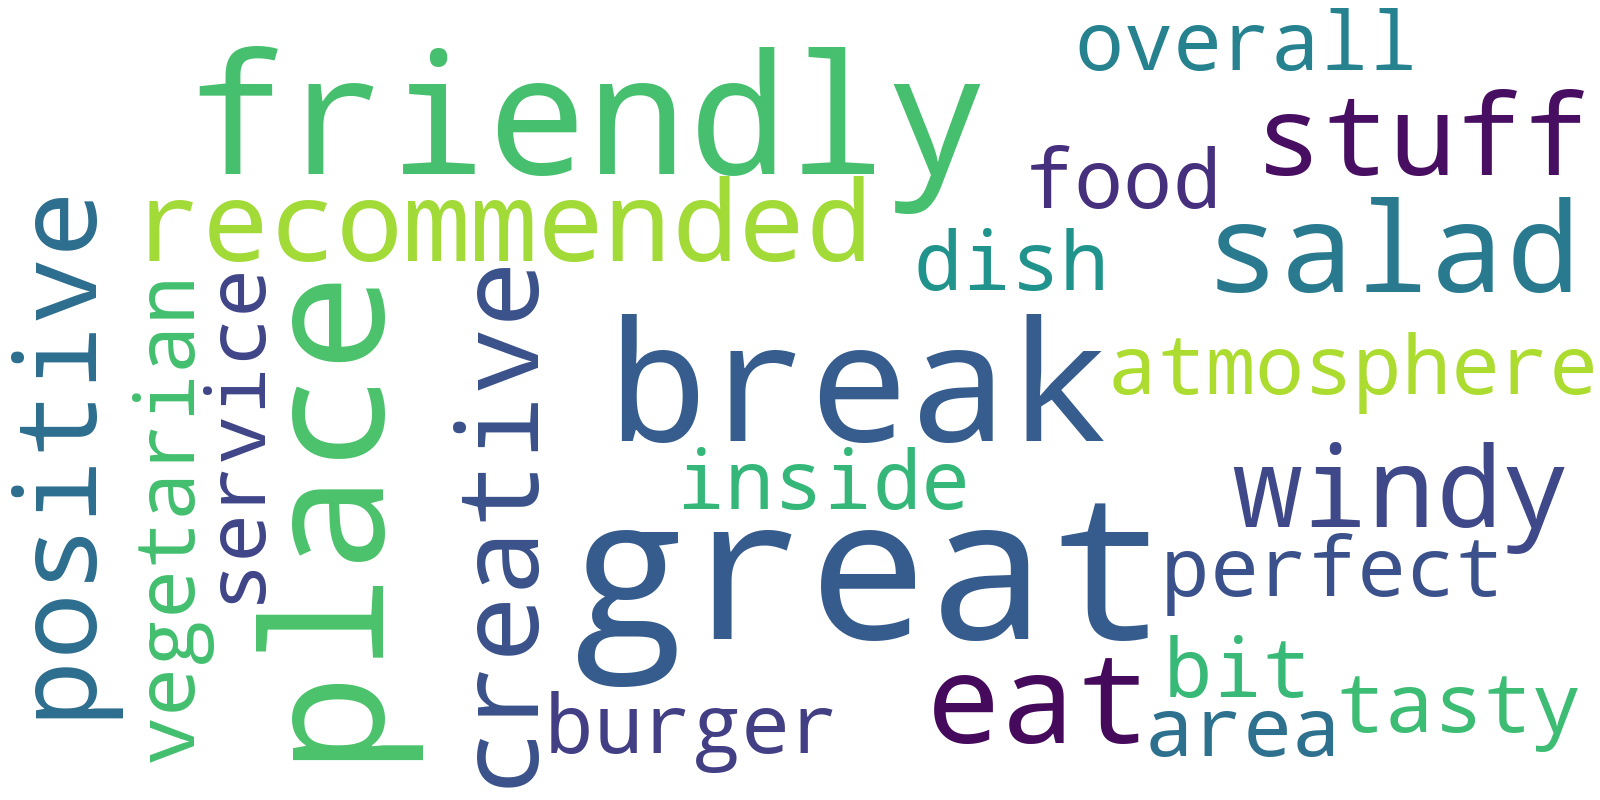 overall
friendly
stuff
food
recommended
salad
dish
positive
vegetarian
service
place
creative
break
atmosphere
inside
windy
great
perfect
eat
bit
tasty
burger
area